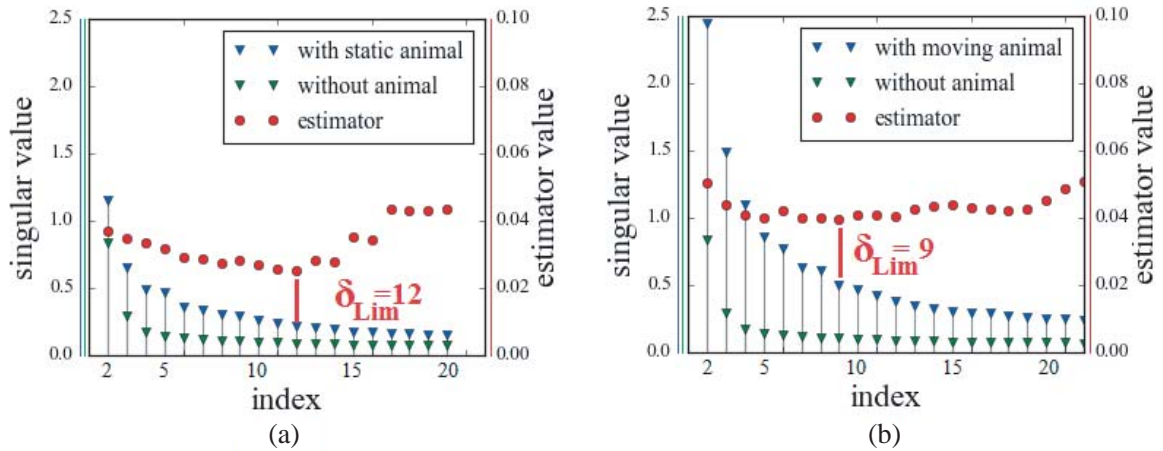 2.5
2.0
1.5
1.0
0.5
0.0
singular value
0.10
0.08
0.06
0.04
0.02
0.00
estimator value
with static animal
without animal
estimator
δLim=12
2 5 10 15 20
index
(a)
2.5
2.0
1.5
1.0
0.5
0.0
singular value
0.10
0.08
0.06
0.04
0.02
0.00
estimator value
with moving animal
without animal
estimator
δLim= 9
2 5 10 15 20
index
(b)